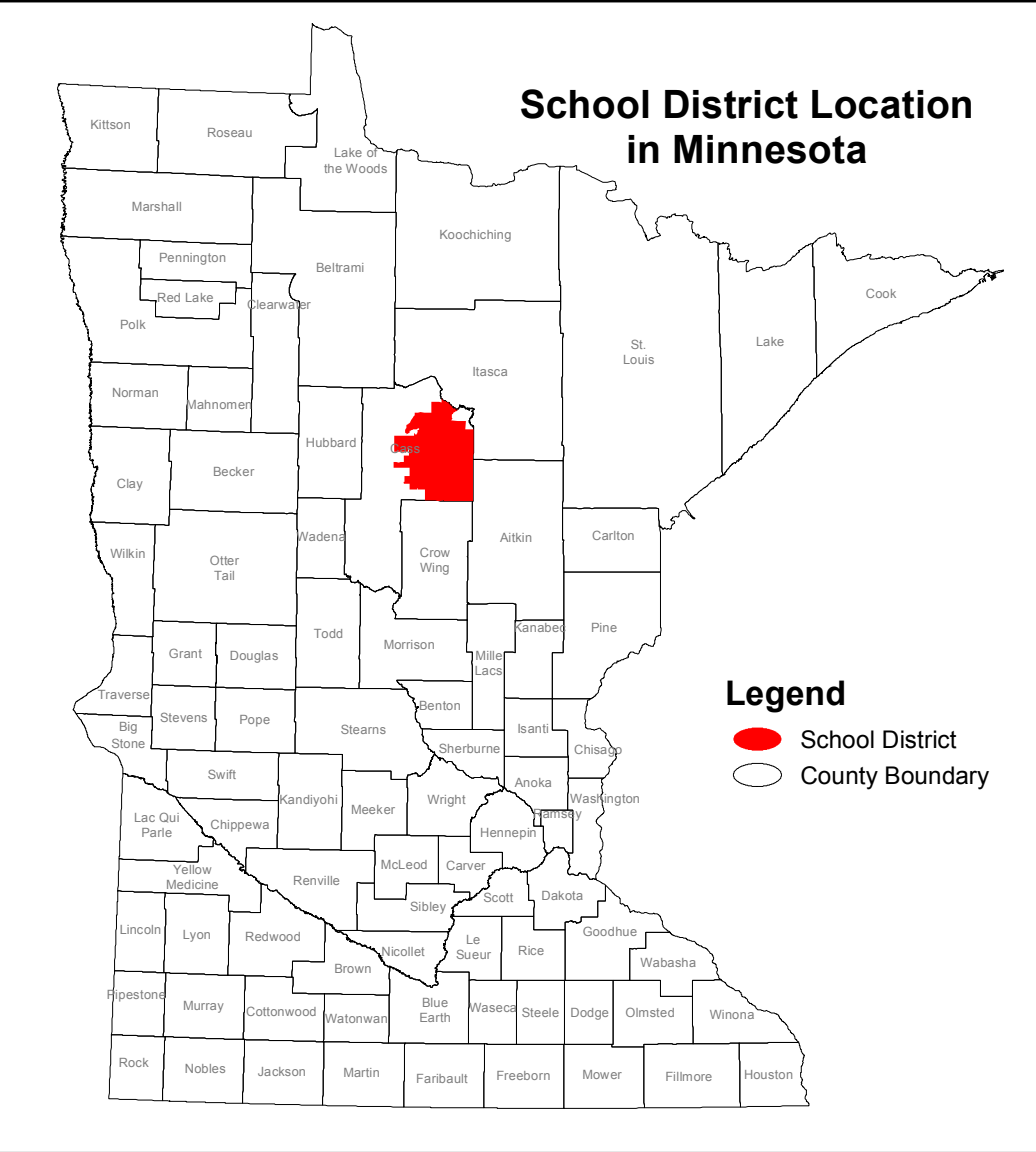 School District Location
in Minnesota
Kittson
Roseau
Lake of
the Woods
Marshall
Koochiching
Pennington
Beltrami
Red Lake
Clearwater
Cook
Polk
St.
Louis
Lake
Itasca
Norman
Mahnomen
Hubbard
Cass
Becker
Clay
Wadena
Aitkin
Carlton
Wilkin
Otter
Tail
Crow
Wing
Todd
Morrison
Kanabec
Pine
Grant
Douglas
Mille
Lacs
Traverse
Stevens
Pope
Benton
Big
Stone
Stearns
Isanti
Sherburne
Chisago
Legend
School District
County Boundary
Swift
Kandiyohi
Meeker
Wright
Anoka
Washington
Ramsey
Lac Qui
Parle
Chippewa
Hennepin
Yellow
Medicine
Renville
McLeod
Carver
Sibley
Scott
Dakota
Lincoln
Lyon
Redwood
Nicollet
Le
Sueur
Rice
Goodhue
Wabasha
Brown
Pipestone
Murray
Cottonwood
Watonwan
Blue
Earth
Waseca
Steele
Dodge
Olmsted
Winona
Rock
Nobles
Jackson
Martin
Faribault
Freeborn
Mower
Fillmore
Houston